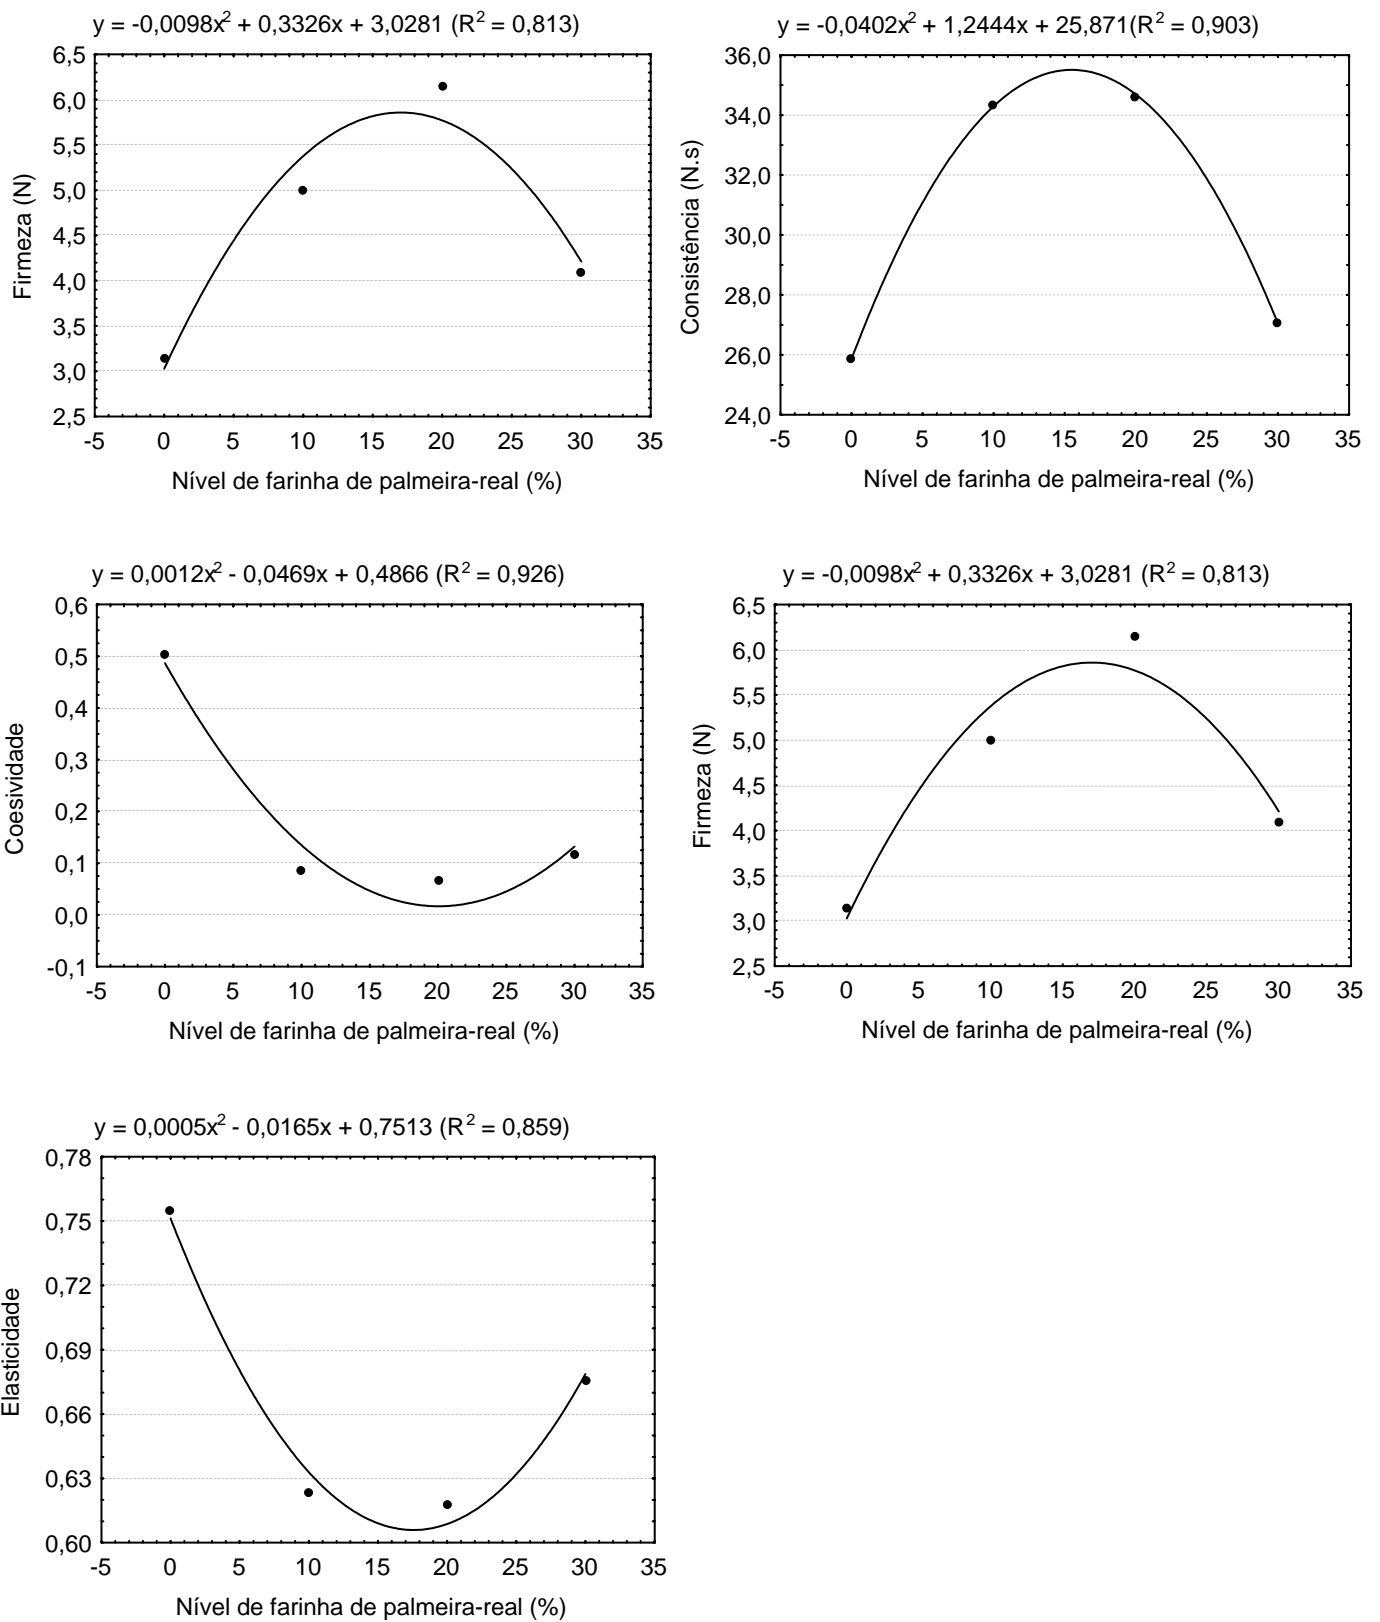 y = -0,0098x² + 0,3326x + 3,0281 (R² = 0,813)
6,5
6,0
5,5
5,0
4,5
4,0
3,5
3,0
2,5
Firmeza (N)
-5 0 5 10 15 20 25 30 35
Nível de farinha de palmeira-real (%)
y = -0,0402x² + 1,2444x + 25,871(R² = 0,903)
36,0
34,0
32,0
30,0
28,0
26,0
24,0
Consistência (N.s)
-5 0 5 10 15 20 25 30 35
Nível de farinha de palmeira-real (%)
y = 0,0012x² - 0,0469x + 0,4866 (R² = 0,926)
0,6
0,5
0,4
0,3
0,2
0,1
0,0
-0,1
Coesividade
-5 0 5 10 15 20 25 30 35
Nível de farinha de palmeira-real (%)
y = -0,0098x² + 0,3326x + 3,0281 (R² = 0,813)
6,5
6,0
5,5
5,0
4,5
4,0
3,5
3,0
2,5
Firmeza (N)
-5 0 5 10 15 20 25 30 35
Nível de farinha de palmeira-real (%)
y = 0,0005x² - 0,0165x + 0,7513 (R² = 0,859)
0,78
0,75
0,72
0,69
0,66
0,63
0,60
Elasticidade
-5 0 5 10 15 20 25 30 35
Nível de farinha de palmeira-real (%)